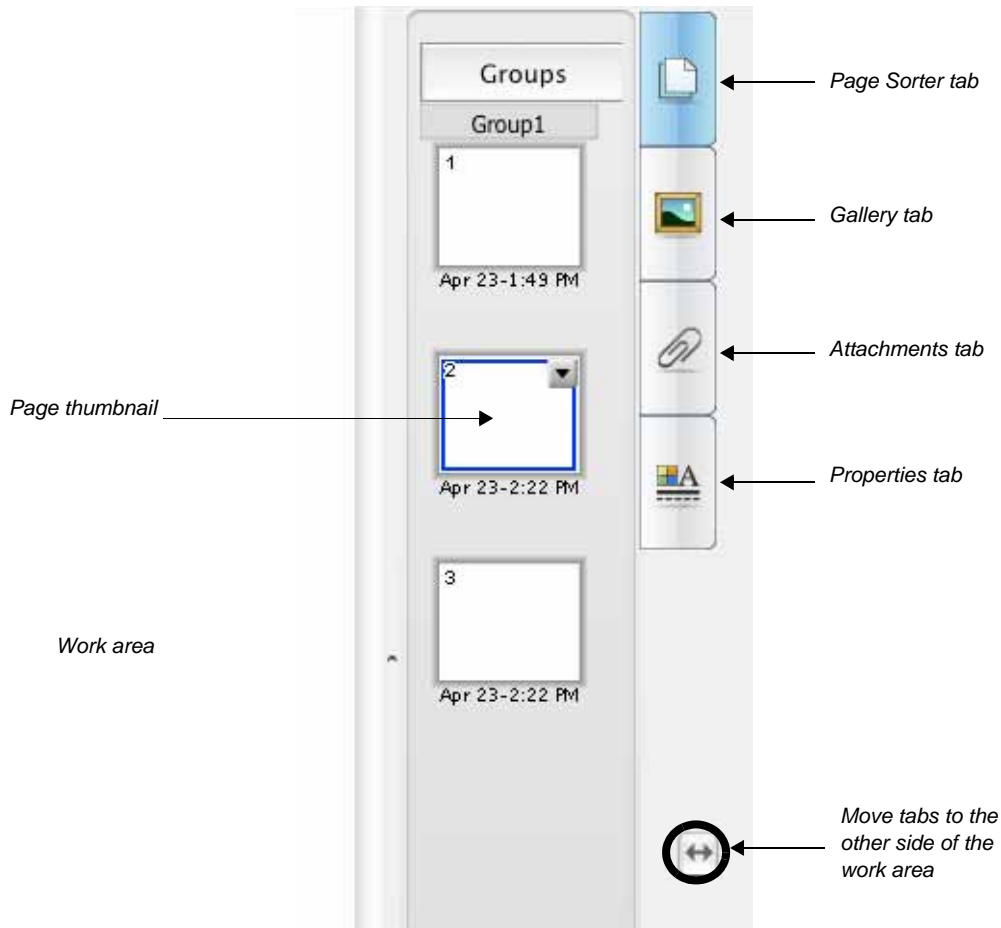 Groups
Group1
1
Apr 23-1:49 PM
2
Apr 23-2:22 PM
3
Apr 23-2:22 PM
Page Sorter tab
Gallery tab
Attachments tab
Properties tab
Page thumbnail
Work area
Move tabs to the
other side of the
work area